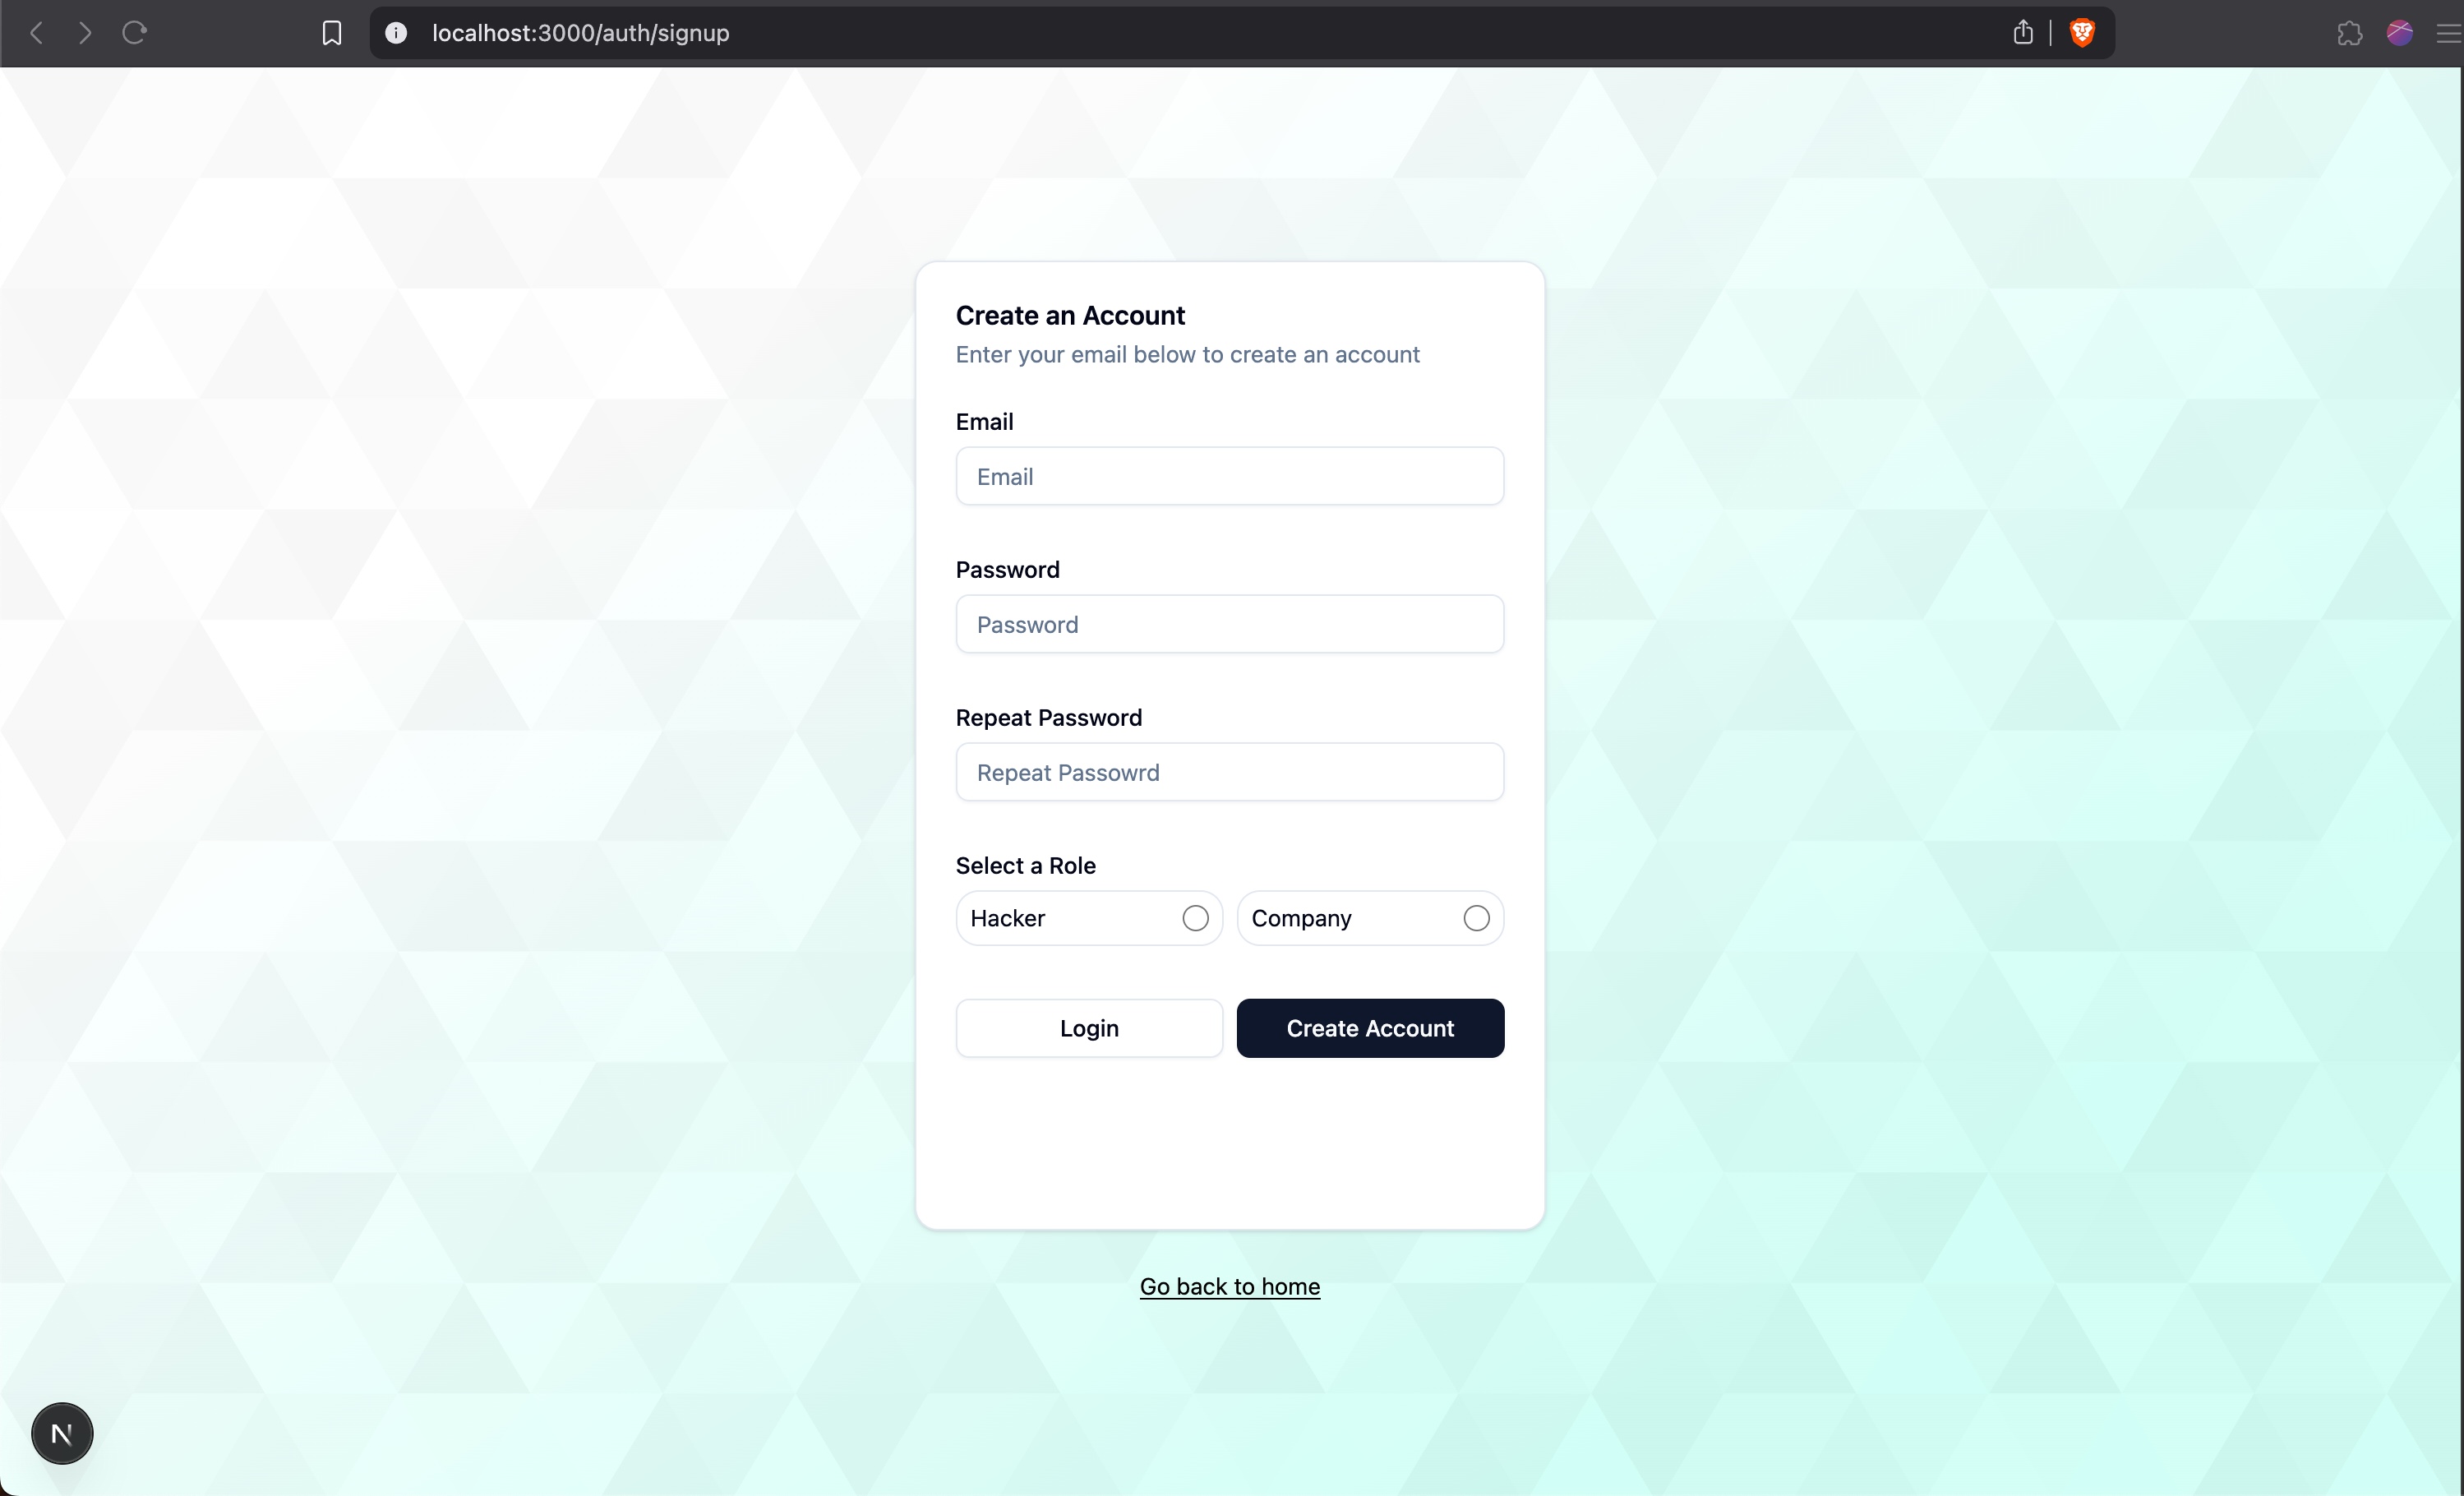 localhost:3000/auth/signup
Create an Account
Enter your email below to create an account
Email
Email
Password
Password
Repeat Password
Repeat Passowrd
Select a Role
Hacker
Company
Login
Create Account
Go back to home
N